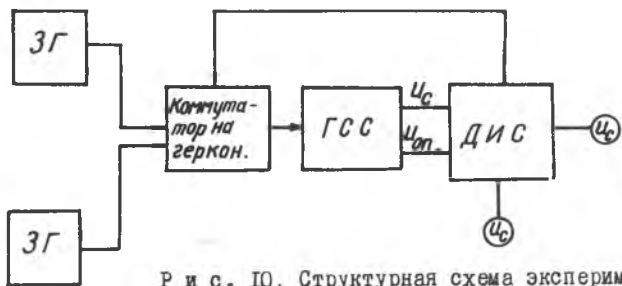 ЗГ
Коммута-
тор на
геркон.
ГСС
Uс
Uоп.
ДИС
Uс
Uс
ЗГ
Р и с. 10. Структурная схема эксперим